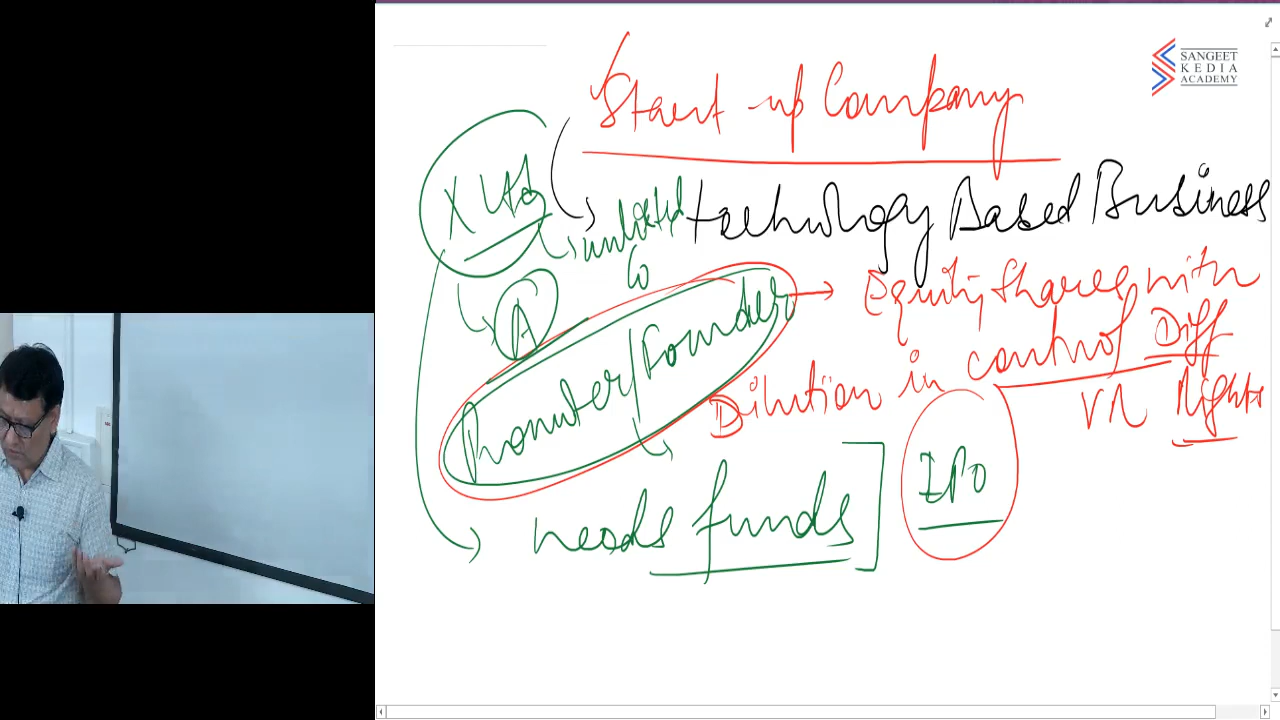 SANGEET
KEDIA
ACADEMY
Start-up Company
X Ltd
unlisted
Co
Technology Based Business
A
Promoter/Founder
Equity Shares with
Diff
Dilution in control
VR Rights
needs funds
IPO